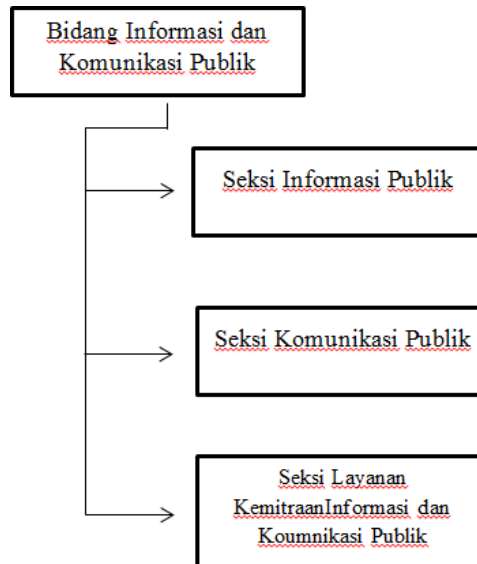 Bidang Informasi dan
Komunikasi Publik
Seksi Informasi Publik
Seksi Komunikasi Publik
Seksi Layanan
KemitraanInformasi dan
Koumnikasi Publik